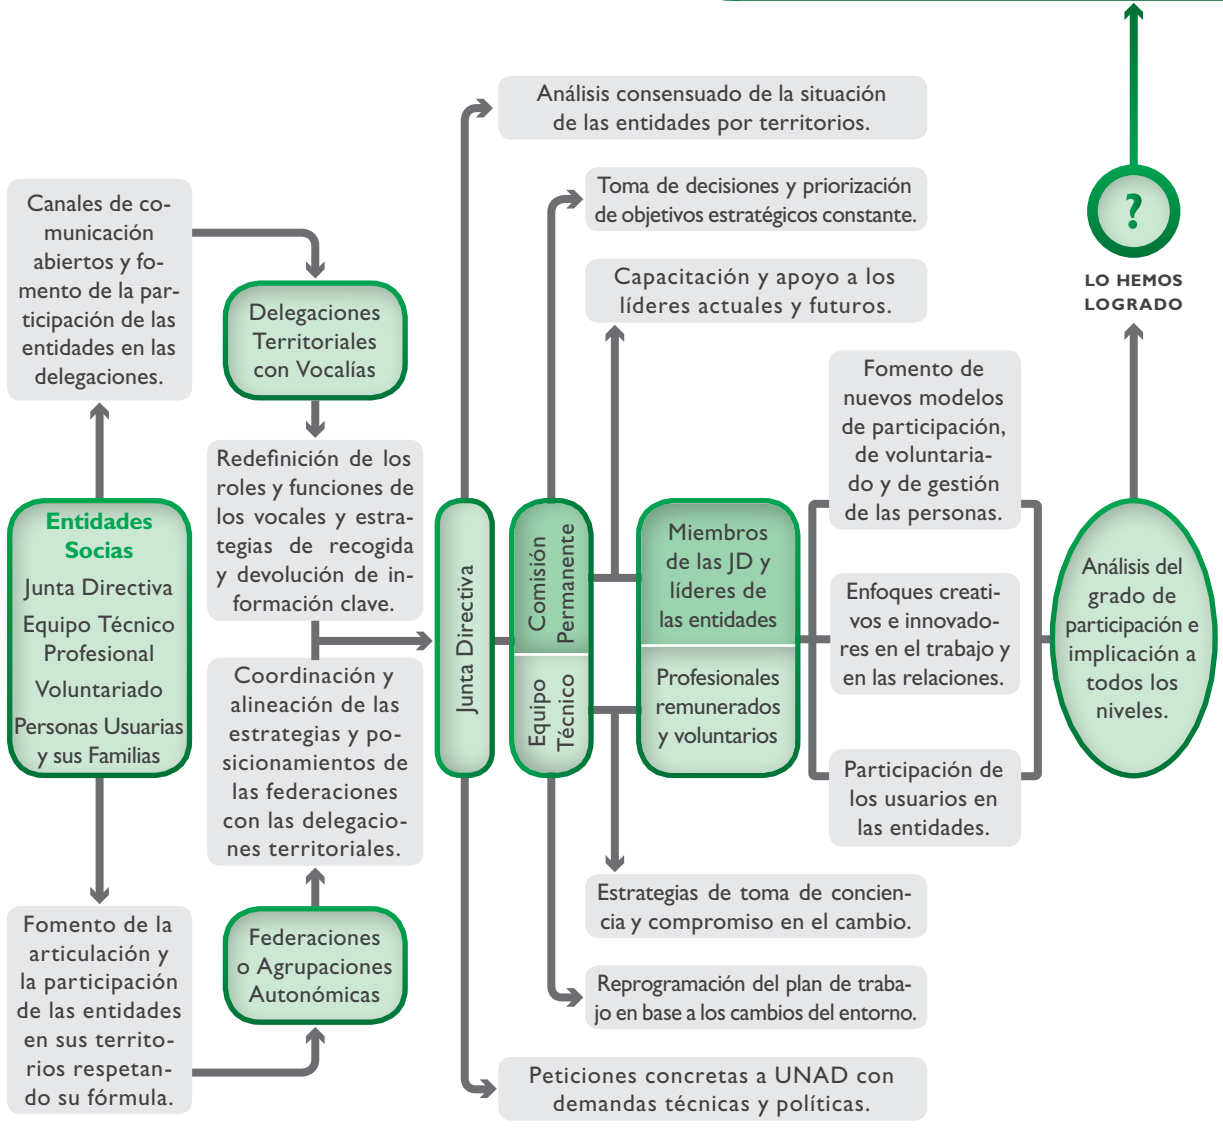 Análisis consensuado de la situación
de las entidades por territorios.
Toma de decisiones y priorización
de objetivos estratégicos constante.
Capacitación y apoyo a los
líderes actuales y futuros.
?
LO HEMOS
LOGRADO
Canales de co-
munición
abiertos y fo-
mento de la par-
ticipación de las
entidades en las
delegaciones.
Delegaciones
Territoriales
con Vocalías
Redefinición de los
roles y funciones de
los vocales y estra-
tegias de recogida
y devolución de in-
formación clave.
Entidades
Socias
Junta Directiva
Equipo Técnico
Profesional
Voluntariado
Personas Usuarias
y sus Familias
Coordinación y
alineación de las
estrategias y po-
sicionamientos de
las federaciones
con las delegacio-
nes territoriales.
Fomento de la
articulación y
la participación
de las entidades
en sus territo-
rios respetan-
do su fórmula.
Federaciones
o Agrupaciones
Autonómicas
Junta Directiva
Comisión
Permanente
Equipo
Técnico
Miembros
de las JD y
líderes de
las entidades
Profesionales
remunerados
y voluntarios
Fomento de
nuevos modelos
de participación,
de voluntaria-
do y de gestión
de las personas.
Enfoques creati-
vos e innovado-
res en el trabajo y
en las relaciones.
Participación de
los usuarios en
las entidades.
Análisis del
grado de
participación e
implicación a
todos los
niveles.
Estrategias de toma de concien-
cia y compromiso en el cambio.
Reprogramación del plan de traba-
jo en base a los cambios del entorno.
Peticiones concretas a UNAD con
demandas técnicas y políticas.